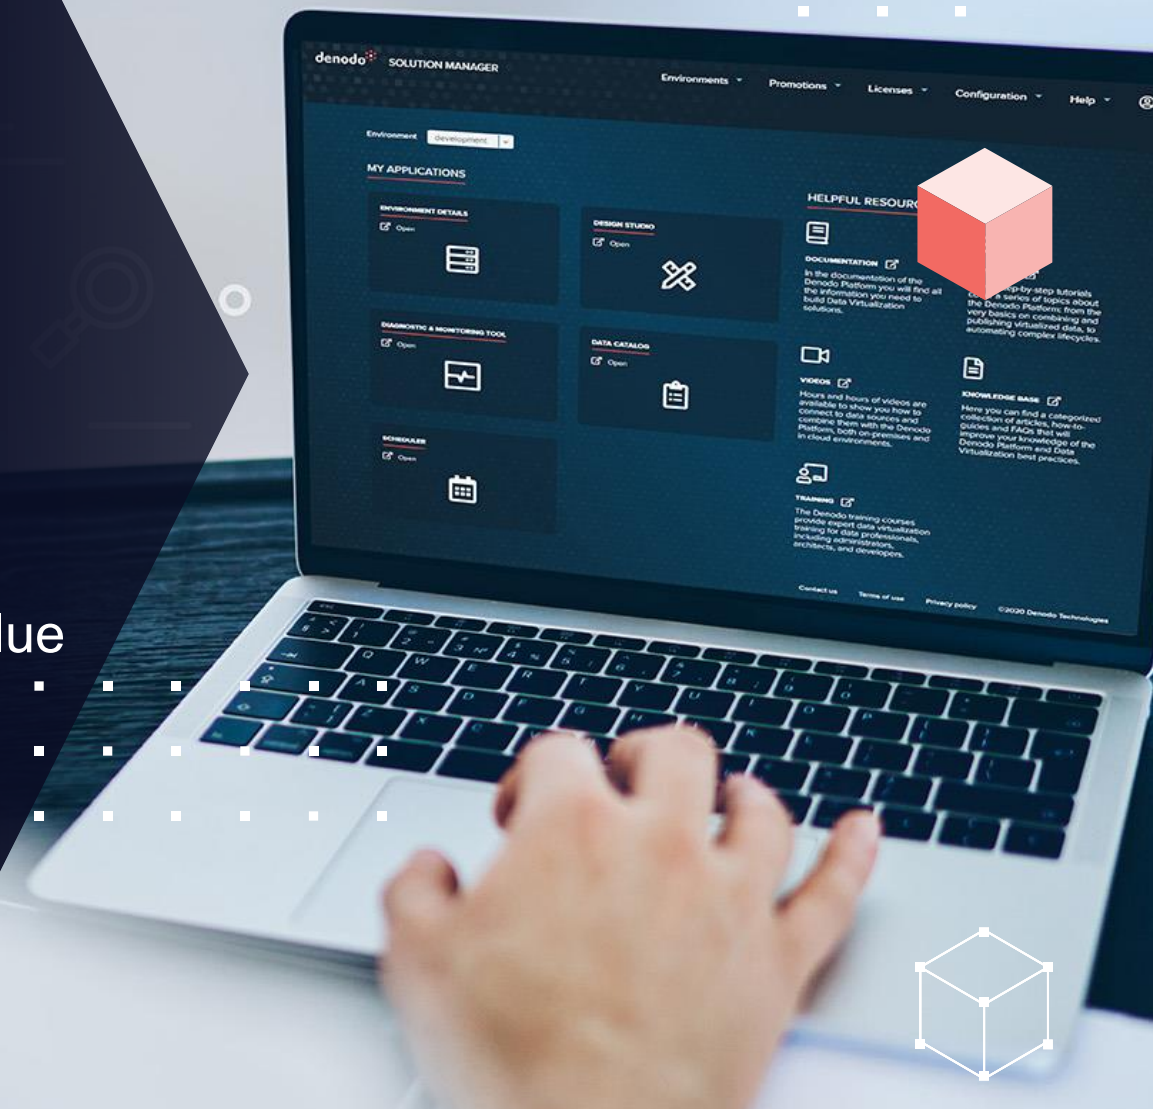 denodo SOLUTION MANAGER
Environments
Promotions
Licenses
Configuration
Help
Environment
development
MY APPLICATIONS
ENVIRONMENT DETAILS
Open
DESIGN STUDIO
Open
DIAGNOSTIC & MONITORING TOOL
Open
DATA CATALOG
Open
SCHEDULER
Open
HELPFUL RESOURC
DOCUMENTATION
In the documentation of the
Denodo Platform you will find all
the information you need to
build Data Virtualization
solutions.
ep-by-step tutorials
a series of topics about
the Denodo Platform: from the
very basics on combining and
publishing virtualized data, to
automating complex lifecycles.
VIDEOS
Hours and hours of videos are
available to show you how to
connect to data sources and
combine them with the Denodo
Platform, both on-premises and
in cloud environments.
KNOWLEDGE BASE
Here you can find a categorized
collection of articles, how-to-
guides and FAQs that will
improve your knowledge of the
Denodo Platform and Data
Virtualization best practices.
TRAINING
The Denodo training courses
provide expert data virtualization
training for data professionals,
including administrators,
architects, and developers.
Contact us
Terms of use
Privacy policy
©2020 Denodo Technologies
lue